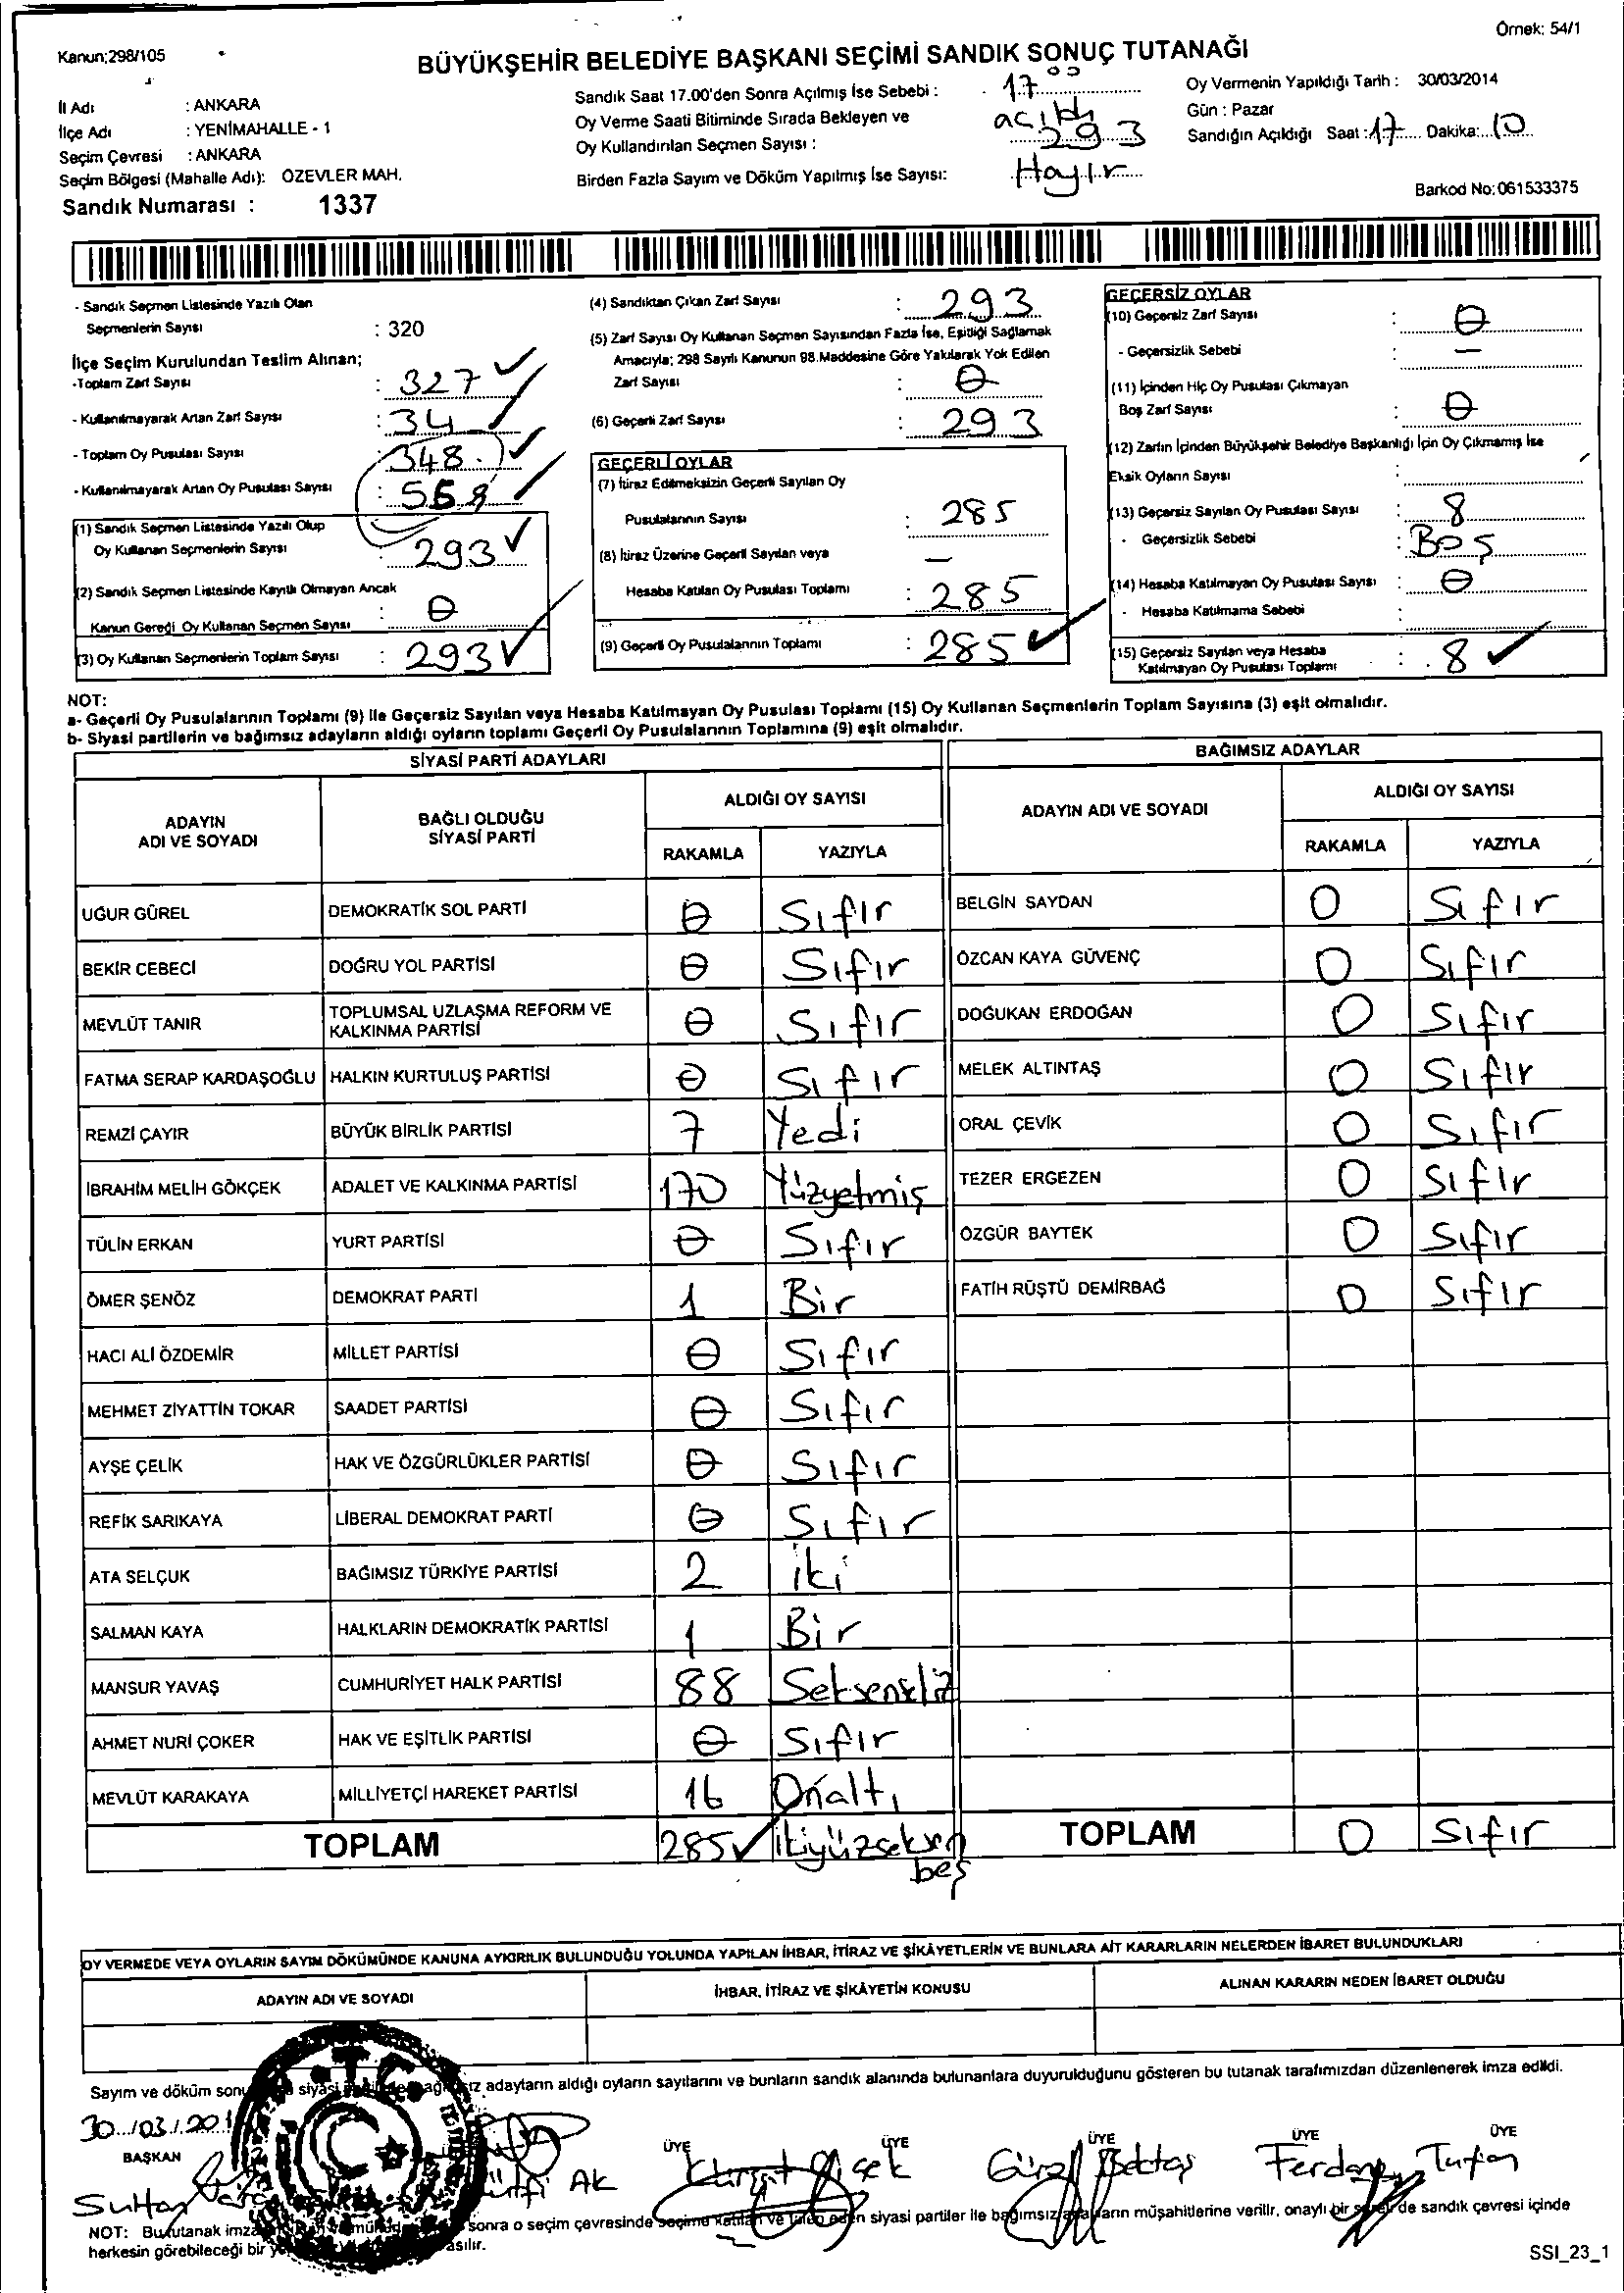 Örnek: 54/1
Kanun;298/105
BÜYÜKŞEHİR BELEDİYE BAŞKANI SEÇİMİ SANDIK SONUÇ TUTANAĞI
İl Adı : ANKARA
İlçe Adı : YENİMAHALLE - 1
Seçim Çevresi : ANKARA
Seçim Bölgesi (Mahalle Adı): ÖZEVLER MAH.
Sandık Numarası : 1337
Sandık Saat 17.00'den Sonra Açılmış İse Sebebi : 17 00
Oy Verme Saati Bitiminde Sırada Bekleyen ve açıldı
Oy Kullandırılan Seçmen Sayısı : 293
Birden Fazla Sayım ve Döküm Yapılmış İse Sayısı: Hayır
Oy Vermenin Yapıldığı Tarih : 30/03/2014
Gün : Pazar
Sandığın Açıldığı Saat : 17 Dakika: 10
Barkod No: 061533375
- Sandık Seçmen Listesinde Yazılı Olan
Seçmenlerin Sayısı : 320
İlçe Seçim Kurulundan Teslim Alınan;
-Toplam Zarf Sayısı : 327
- Kullanılmayarak Artan Zarf Sayısı : 34
- Toplam Oy Pusulası Sayısı : 348
- Kullanılmayarak Artan Oy Pusulası Sayısı :
(1) Sandık Seçmen Listesinde Yazılı Olup
Oy Kullanan Seçmenlerin Sayısı : 293
(2) Sandık Seçmen Listesinde Kayıtlı Olmayan Ancak
Kanun Gereği Oy Kullanan Seçmen Sayısı : 0
(3) Oy Kullanan Seçmenlerin Toplam Sayısı : 293
(4) Sandıktan Çıkan Zarf Sayısı : 293
(5) Zarf Sayısı Oy Kullanan Seçmen Sayısından Fazla İse, Eşitliği Sağlamak
Amacıyla; 298 Sayılı Kanunun 98.Maddesine Göre Yakılarak Yok Edilen
Zarf Sayısı : 0
(6) Geçerli Zarf Sayısı : 293
GEÇERLİ OYLAR
(7) İtiraz Edilmeksizin Geçerli Sayılan Oy
Pusulalarının Sayısı : 285
(8) İtiraz Üzerine Geçerli Sayılan veya –
Hesaba Katılan Oy Pusulası Toplamı : 285
(9) Geçerli Oy Pusulalarının Toplamı : 285
GEÇERSİZ OYLAR
(10) Geçersiz Zarf Sayısı : 0
- Geçersizlik Sebebi : –
(11) İçinden Hiç Oy Pusulası Çıkmayan
Boş Zarf Sayısı : 0
(12) Zarfın İçinden Büyükşehir Belediye Başkanlığı İçin Oy Çıkmamış İse
Eksik Oyların Sayısı :
(13) Geçersiz Sayılan Oy Pusulası Sayısı : 8
- Geçersizlik Sebebi : Boş
(14) Hesaba Katılmayan Oy Pusulası Sayısı : 0
- Hesaba Katılmama Sebebi :
(15) Geçersiz Sayılan veya Hesaba
Katılmayan Oy Pusulası Toplamı : 8
NOT:
a- Geçerli Oy Pusulalarının Toplamı (9) ile Geçersiz Sayılan veya Hesaba Katılmayan Oy Pusulası Toplamı (15) Oy Kullanan Seçmenlerin Toplam Sayısına (3) eşit olmalıdır.
b- Siyasi partilerin ve bağımsız adayların aldığı oyların toplamı Geçerli Oy Pusulalarının Toplamına (9) eşit olmalıdır.
SİYASİ PARTİ ADAYLARI
ADAYIN ADI VE SOYADI
BAĞLI OLDUĞU SİYASİ PARTİ
ALDIĞI OY SAYISI
RAKAMLA YAZIYLA
UĞUR GÜREL DEMOKRATİK SOL PARTİ 0 Sıfır
BEKİR CEBECİ DOĞRU YOL PARTİSİ 0 Sıfır
MEVLÜT TANIR TOPLUMSAL UZLAŞMA REFORM VE KALKINMA PARTİSİ 0 Sıfır
FATMA SERAP KARDAŞOĞLU HALKIN KURTULUŞ PARTİSİ 0 Sıfır
REMZİ ÇAYIR BÜYÜK BİRLİK PARTİSİ 7 Yedi
İBRAHİM MELİH GÖKÇEK ADALET VE KALKINMA PARTİSİ 170 Yüzyetmiş
TÜLİN ERKAN YURT PARTİSİ 0 Sıfır
ÖMER ŞENÖZ DEMOKRAT PARTİ 1 Bir
HACI ALİ ÖZDEMİR MİLLET PARTİSİ 0 Sıfır
MEHMET ZİYATTİN TOKAR SAADET PARTİSİ 0 Sıfır
AYŞE ÇELİK HAK VE ÖZGÜRLÜKLER PARTİSİ 0 Sıfır
REFİK SARIKAYA LİBERAL DEMOKRAT PARTİ 0 Sıfır
ATA SELÇUK BAĞIMSIZ TÜRKİYE PARTİSİ 2 iki
SALMAN KAYA HALKLARIN DEMOKRATİK PARTİSİ 1 Bir
MANSUR YAVAŞ CUMHURİYET HALK PARTİSİ 88
AHMET NURİ ÇOKER HAK VE EŞİTLİK PARTİSİ 0 Sıfır
MEVLÜT KARAKAYA MİLLİYETÇİ HAREKET PARTİSİ 16 Onaltı
TOPLAM 285 ikiyüzseksen beş
BAĞIMSIZ ADAYLAR
ADAYIN ADI VE SOYADI
ALDIĞI OY SAYISI
RAKAMLA YAZIYLA
BELGİN SAYDAN 0 Sıfır
ÖZCAN KAYA GÜVENÇ 0 Sıfır
DOĞUKAN ERDOĞAN 0 Sıfır
MELEK ALTINTAŞ 0 Sıfır
ORAL ÇEVİK 0 Sıfır
TEZER ERGEZEN 0 Sıfır
ÖZGÜR BAYTEK 0 Sıfır
FATİH RÜŞTÜ DEMİRBAĞ 0 Sıfır
TOPLAM 0 Sıfır
OY VERMEDE VEYA OYLARIN SAYIM DÖKÜMÜNDE KANUNA AYKIRILIK BULUNDUĞU YOLUNDA YAPILAN İHBAR, İTİRAZ VE ŞİKÂYETLERİN VE BUNLARA AİT KARARLARIN NELERDEN İBARET BULUNDUKLARI
ADAYIN ADI VE SOYADI
İHBAR, İTİRAZ VE ŞİKÂYETİN KONUSU
ALINAN KARARIN NEDEN İBARET OLDUĞU
Sayım ve döküm siyasi adayların aldığı oyların sayılarını ve bunların sandık alanında bulunanlara duyurulduğunu gösteren bu tutanak tarafımızdan düzenlenerek imza edildi.
30/03/201
T.C.
BAŞKAN ÜYE ÜYE ÜYE ÜYE ÜYE
Sultan Ak Gürel Bektaş
NOT: Bu tutanak sonra o seçim çevresinde seçime katılan ve talep eden siyasi partiler ile bağımsız adayların müşahitlerine verilir, onaylı bir sureti de sandık çevresi içinde
herkesin görebileceği bir asılır.
SSI_23_1